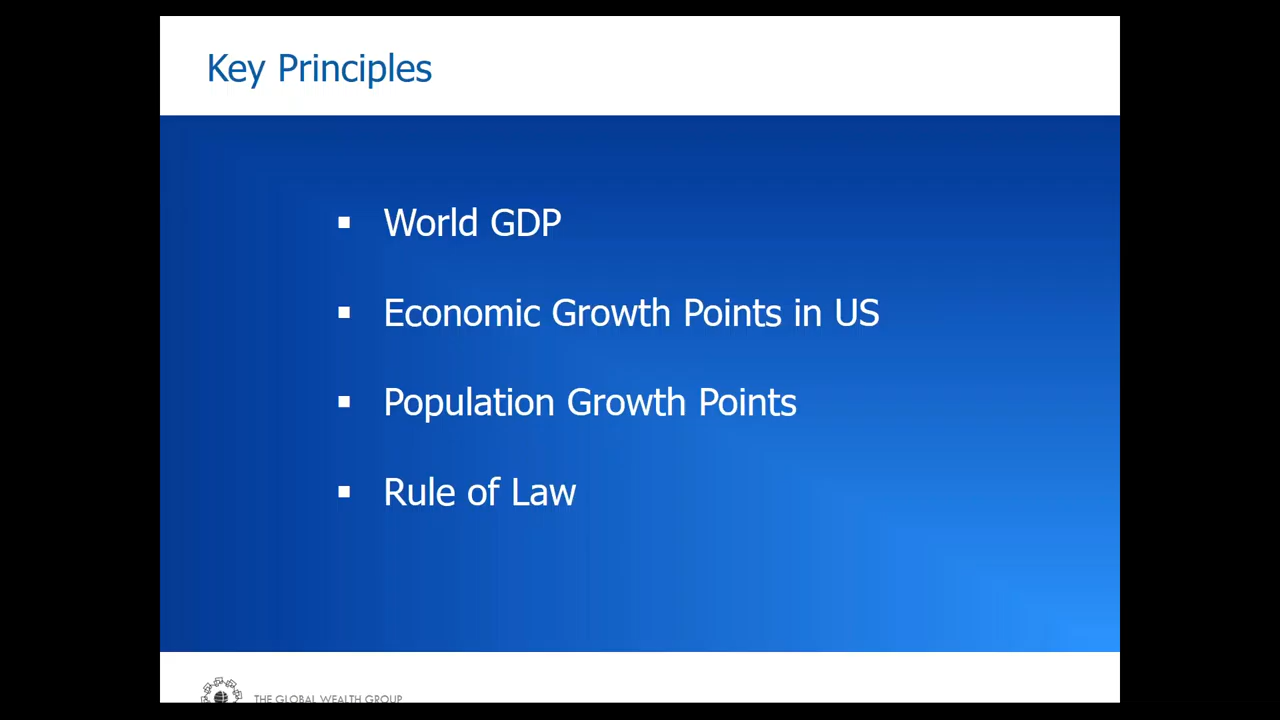 Key Principles
World GDP
Economic Growth Points in US
Population Growth Points
Rule of Law
THE GLOBAL WEALTH GROUP